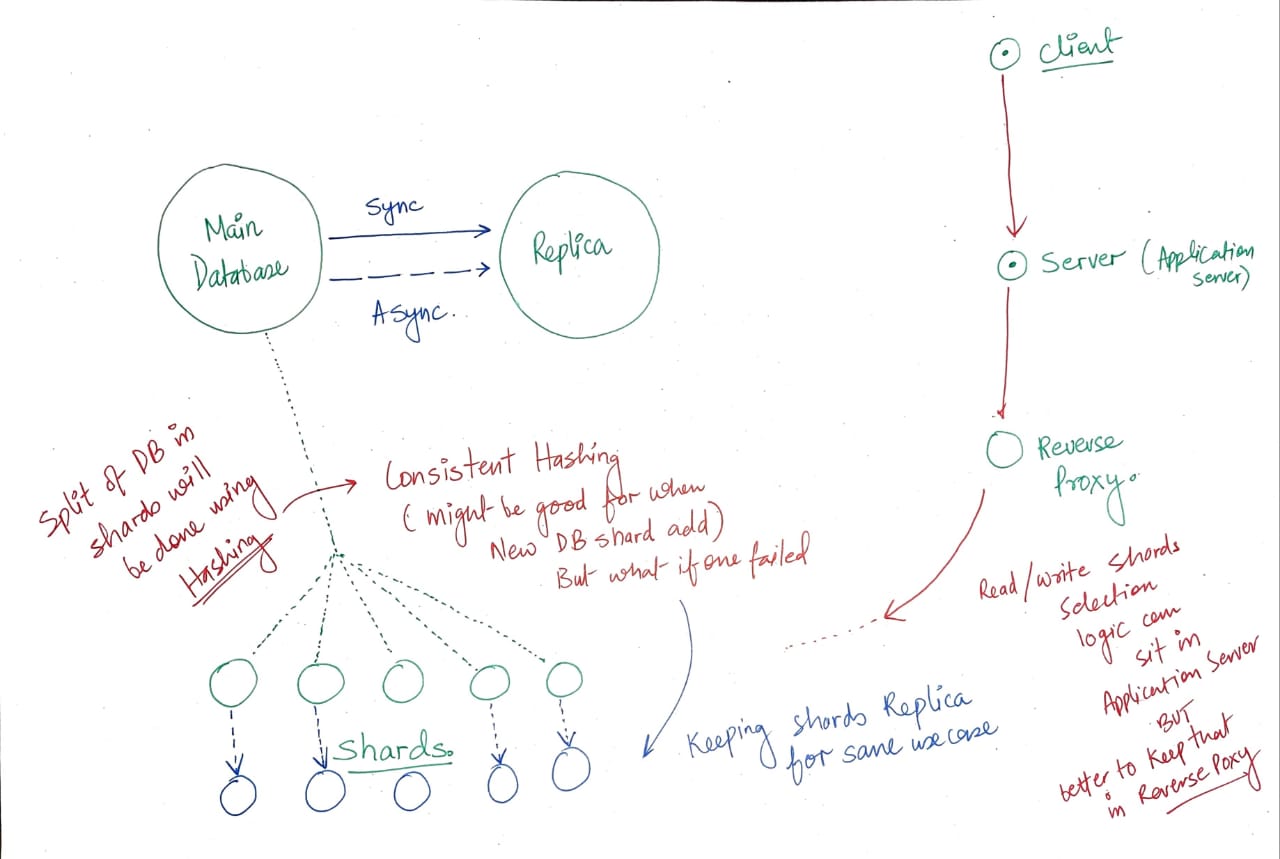 Client
Sync
Main
Database
Replica
Async.
Server (Application
Server)
Split of DB in
shards will
be done using
Hashing
Consistent Hashing
(might be good for when
New DB shard add)
But what if one failed
Reverse
Proxy.
Read/write Shards
Selection
logic can
sit in
Application Server
BUT
better to Keep that
in Reverse Poxy
Shards.
Keeping shards Replica
for same usecase